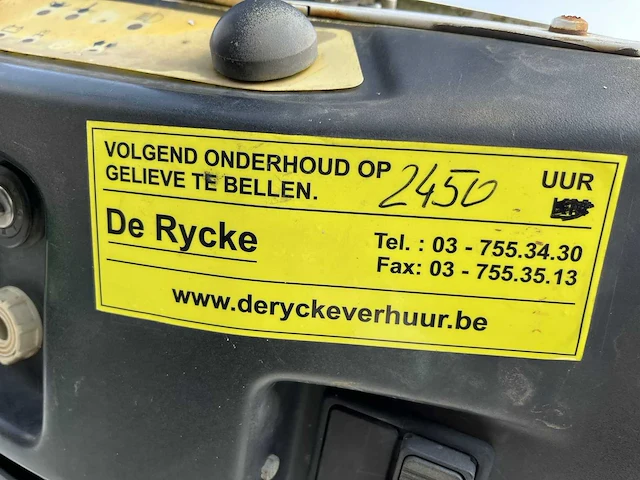 VOLGEND ONDERHOUD OP 2450 UUR
GELIEVE TE BELLEN.
De Rycke
Tel. : 03 - 755.34.30
Fax: 03 - 755.35.13
www.deryckeverhuur.be